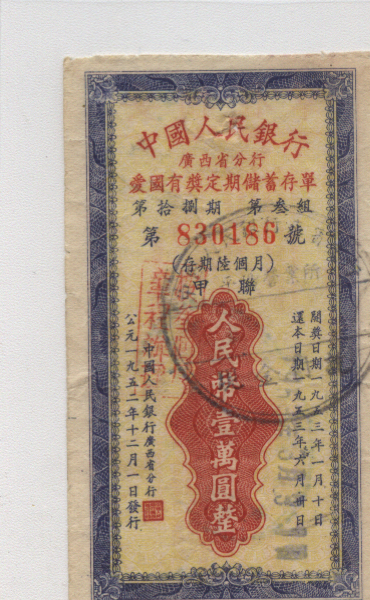 中國人民銀行
廣西省分行
愛國有獎定期儲蓄存單
第拾捌期 第叁組
第 830186 號
(存期陸個月)
甲聯
人民幣壹萬圓整
開獎日期一九五三年一月十日
還本日期一九五三年六月卅日
中國人民銀行廣西省分行
公元一九五二年十二月一日發行